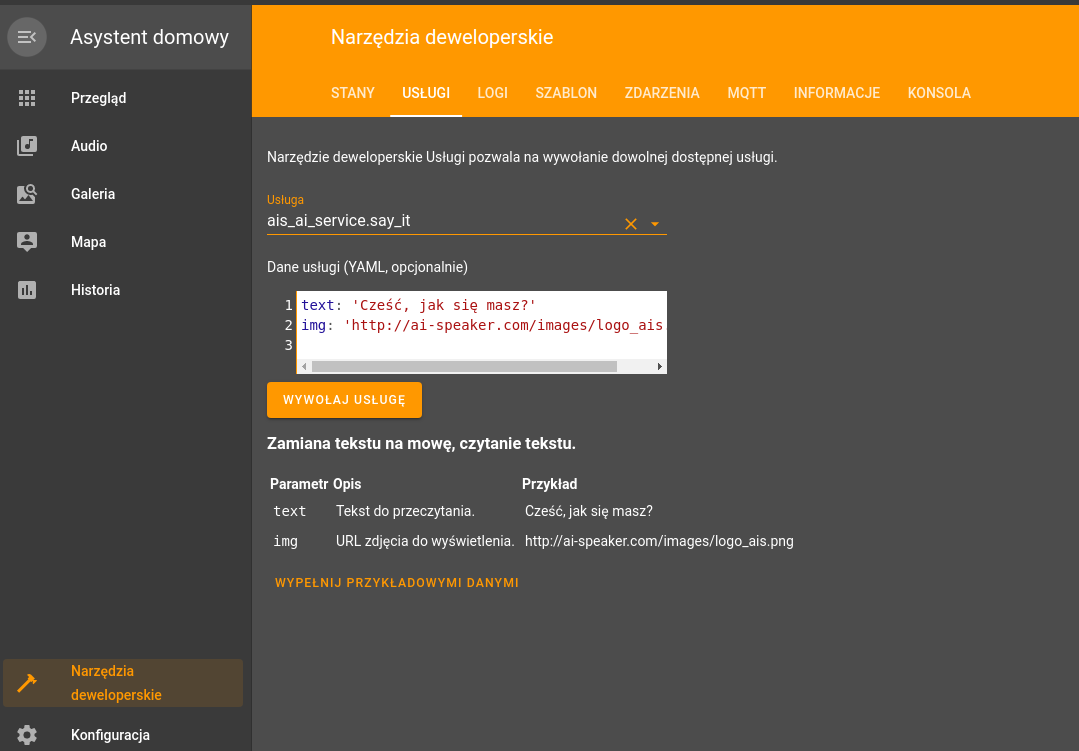 Asystent domowy
Przegląd
Audio
Galeria
Mapa
Historia
Narzędzia
deweloperskie
Konfiguracja
Narzędzia deweloperskie
STANY USŁUGI LOGI SZABLON ZDARZENIA MQTT INFORMACJE KONSOLA
Narzędzie deweloperskie Usługi pozwala na wywołanie dowolnej dostępnej usługi.
Usługa
ais_ai_service.say_it
Dane usługi (YAML, opcjonalnie)
1 text: 'Cześć, jak się masz?'
2 img: 'http://ai-speaker.com/images/logo_ais
3
WYWOŁAJ USŁUGĘ
Zamiana tekstu na mowę, czytanie tekstu.
Parametr Opis Przykład
text Tekst do przeczytania. Cześć, jak się masz?
img URL zdjęcia do wyświetlenia. http://ai-speaker.com/images/logo_ais.png
WYPEŁNIJ PRZYKŁADOWYMI DANYMI